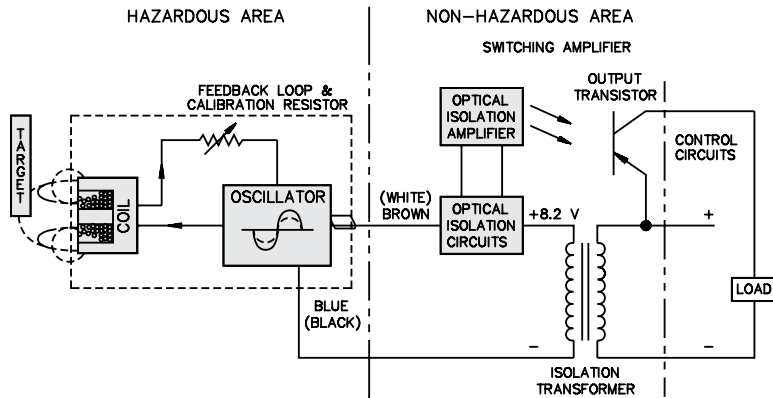 HAZARDOUS AREA
NON-HAZARDOUS AREA
SWITCHING AMPLIFIER
FEEDBACK LOOP &
CALIBRATION RESISTOR
OUTPUT
TRANSISTOR
OPTICAL
ISOLATION
AMPLIFIER
TARGET
CONTROL
CIRCUITS
COIL
OSCILLATOR
(WHITE)
BROWN
OPTICAL
ISOLATION
CIRCUITS
+8.2 V
+
BLUE
(BLACK)
LOAD
–
–
ISOLATION
TRANSFORMER